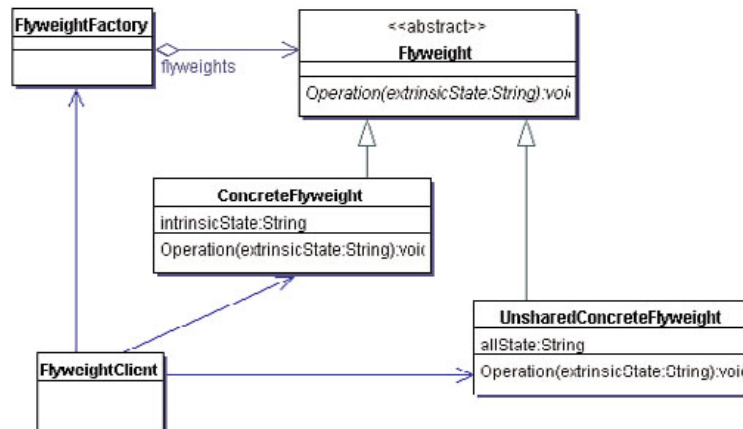 FlyweightFactory
flyweights
<<abstract>>
Flyweight
Operation(extrinsicState:String):voi
ConcreteFlyweight
intrinsicState:String
Operation(extrinsicState:String):voi
UnsharedConcreteFlyweight
allState:String
Operation(extrinsicState:String):void
FlyweightClient